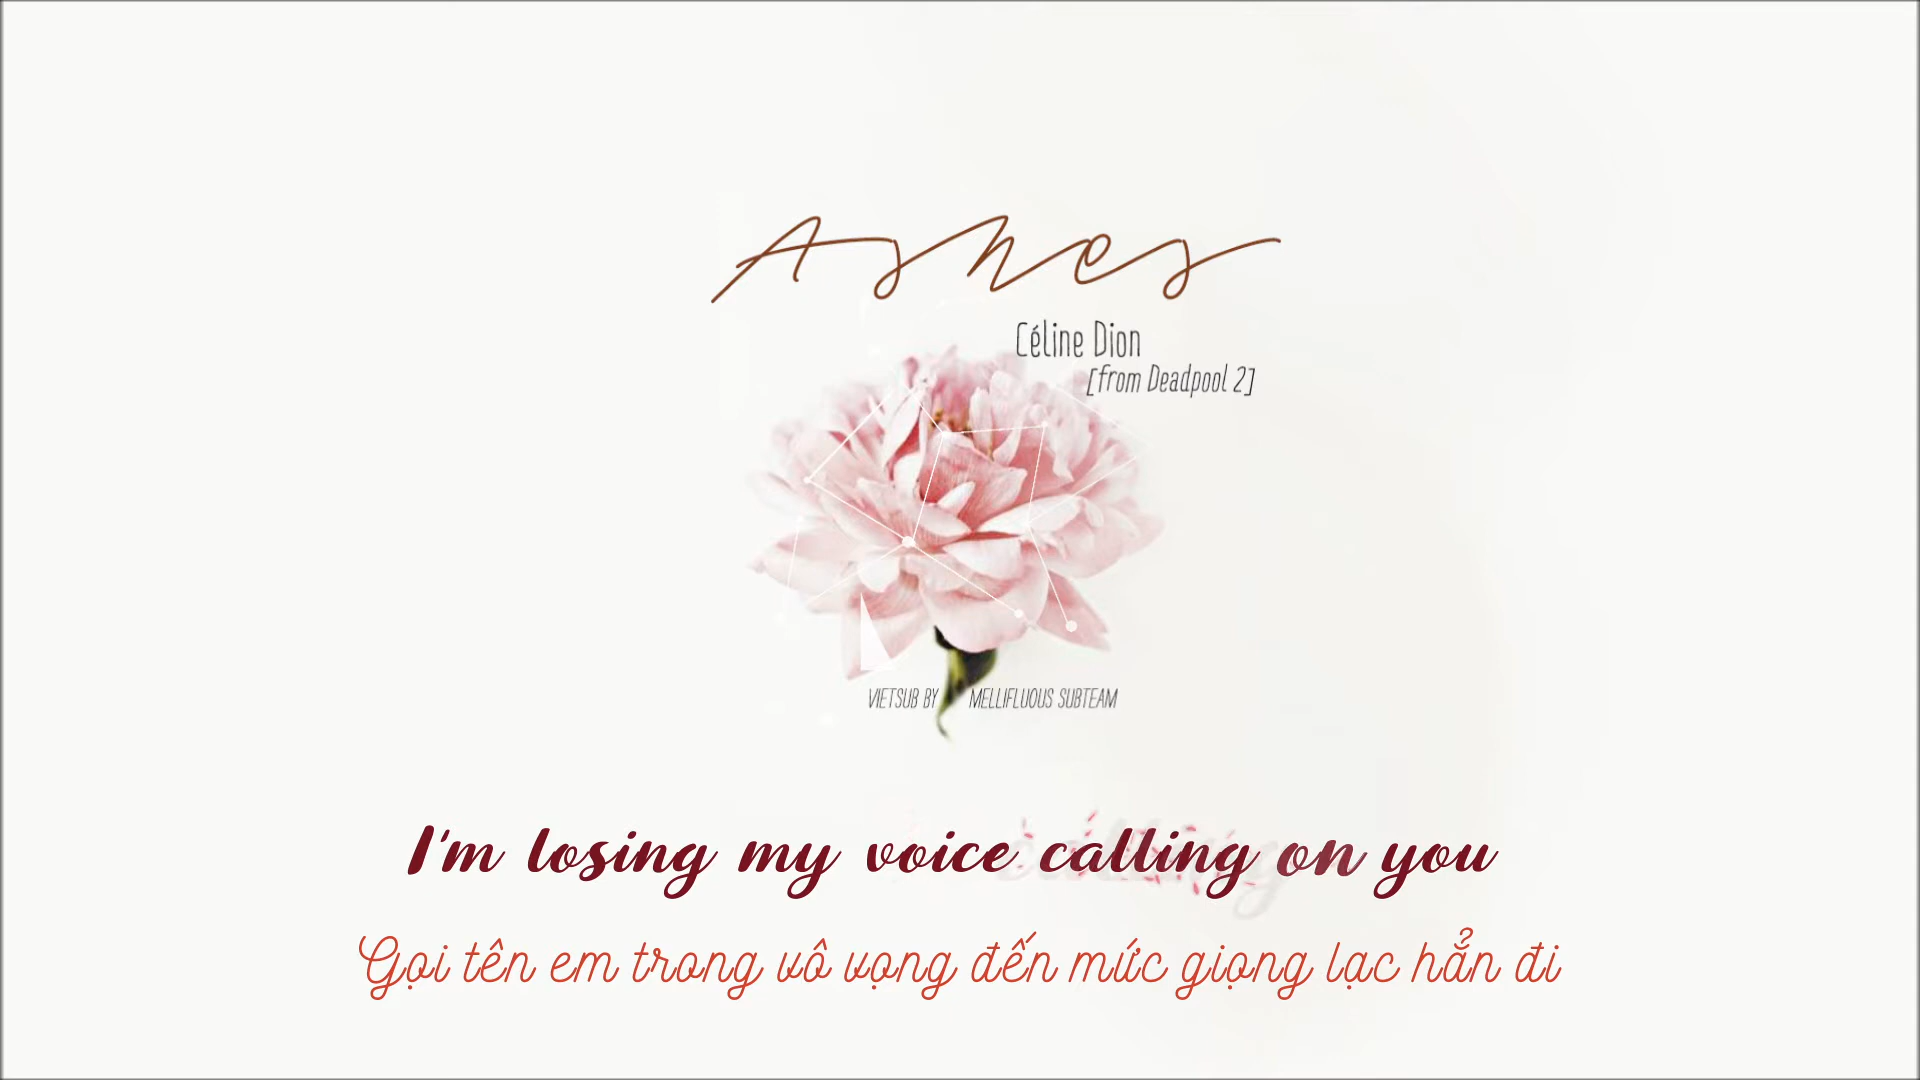 Ashes
Céline Dion
[from Deadpool 2]
VIETSUB BY MELLIFLUOUS SUBTEAM
I'm losing my voice calling on you
Gọi tên em trong vô vọng đến mức giọng lạc hẳn đi